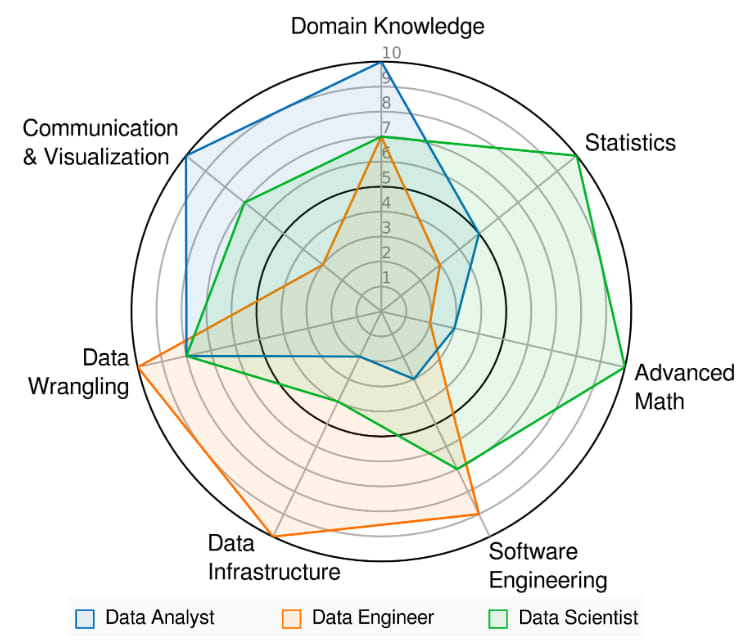 Domain Knowledge
10
9
8
7
6
5
4
3
2
1
Communication
& Visualization
Statistics
Data
Wrangling
Advanced
Math
Data
Infrastructure
Software
Engineering
Data Analyst
Data Engineer
Data Scientist